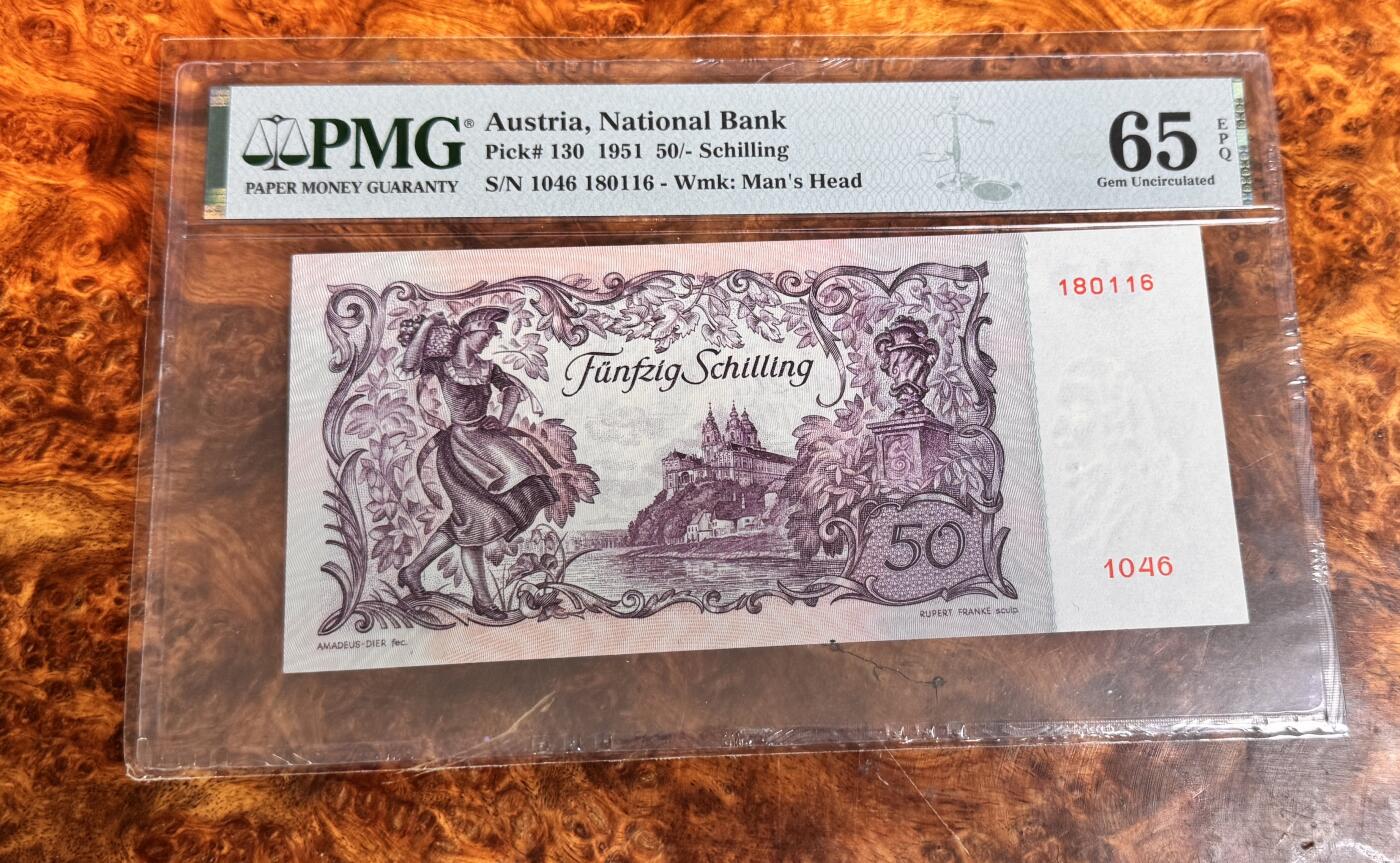 PMG®
PAPER MONEY GUARANTY
Austria, National Bank
Pick# 130 1951 50/- Schilling
S/N 1046 180116 - Wmk: Man's Head
65
EPQ
Gem Uncirculated
180116
Fünfzig Schilling
50
1046
AMADEUS-DIER fec.
RUPERT FRANKE sculp.